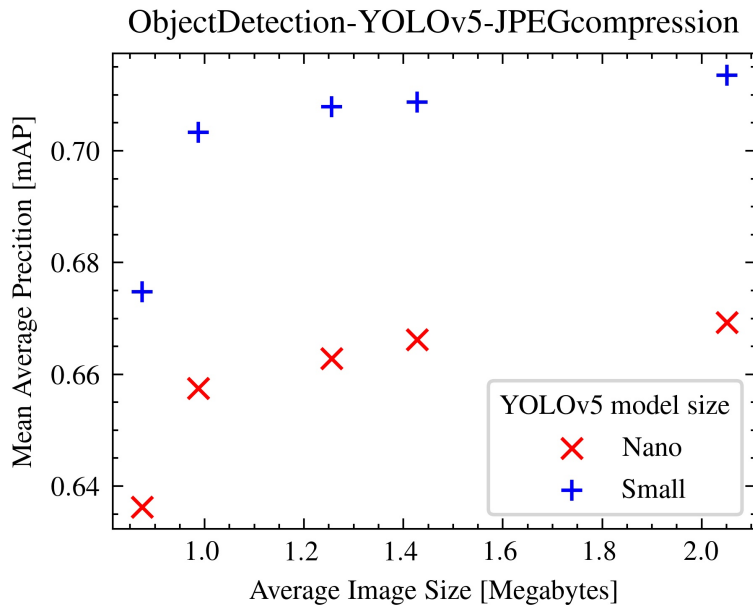 ObjectDetection-YOLOv5-JPEGcompression
Mean Average Precition [mAP]
0.70
0.68
0.66
0.64
YOLOv5 model size
Nano
Small
1.0 1.2 1.4 1.6 1.8 2.0
Average Image Size [Megabytes]